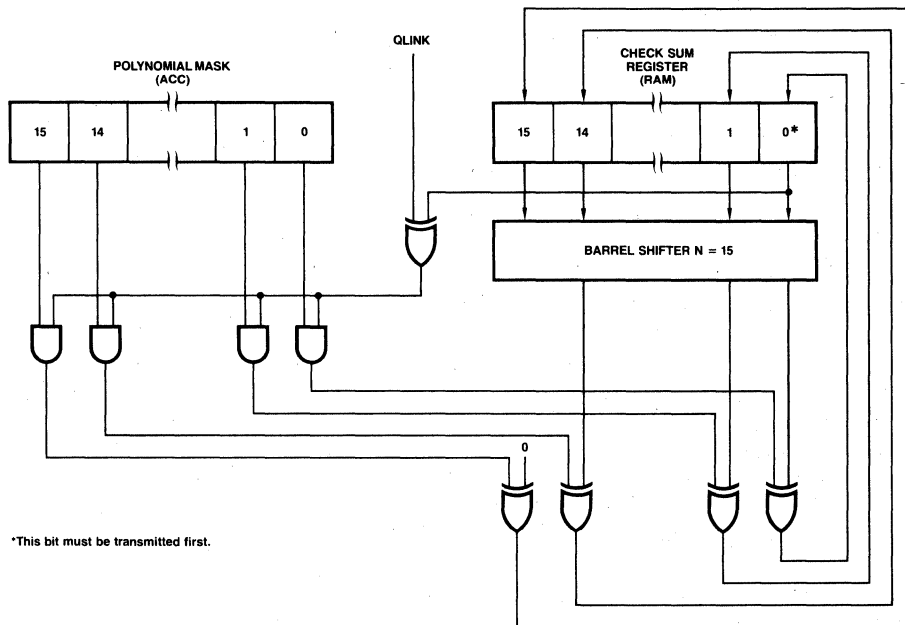 QLINK
POLYNOMIAL MASK
(ACC)
CHECK SUM
REGISTER
(RAM)
15 14 1 0
15 14 1 0*
BARREL SHIFTER N = 15
0
*This bit must be transmitted first.